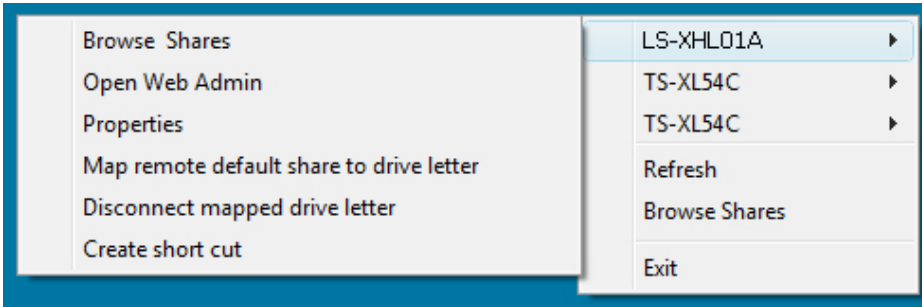 Browse  Shares
Open Web Admin
Properties
Map remote default share to drive letter
Disconnect mapped drive letter
Create short cut
LS-XHL01A
TS-XL54C
TS-XL54C
Refresh
Browse Shares
Exit